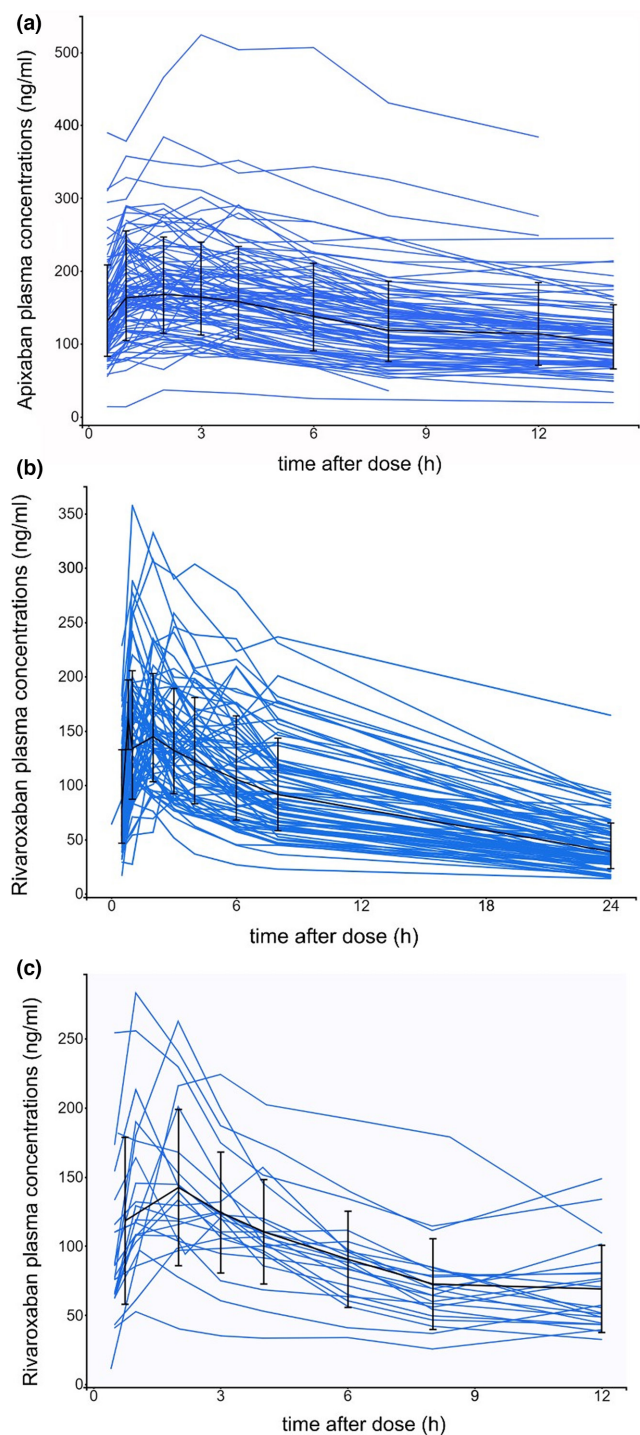 (a)
Apixaban plasma concentrations (ng/ml)
500
400
300
200
100
0
0 3 6 9 12
time after dose (h)
(b)
Rivaroxaban plasma concentrations (ng/ml)
350
300
250
200
150
100
50
0
0 6 12 18 24
time after dose (h)
(c)
Rivaroxaban plasma concentrations (ng/ml)
250
200
150
100
50
0
0 3 6 9 12
time after dose (h)